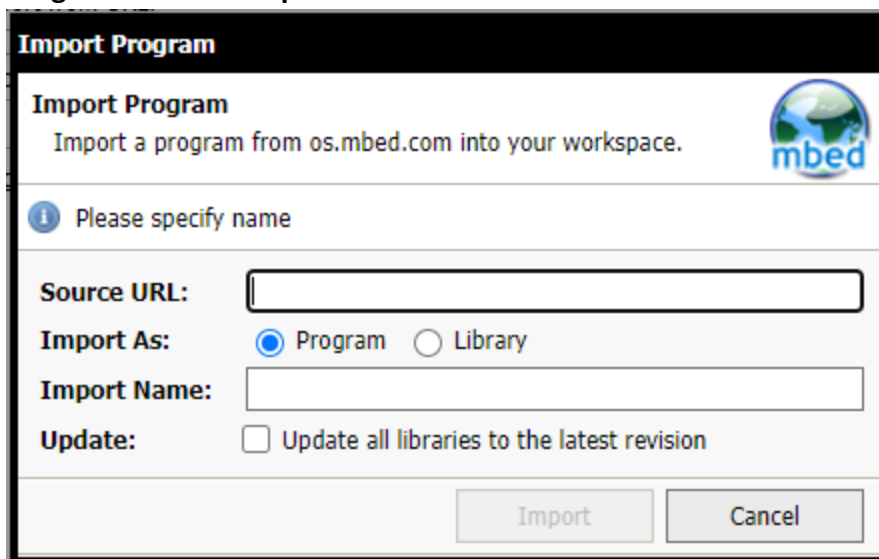 Import Program
Import Program
Import a program from os.mbed.com into your workspace.
mbed
Please specify name
Source URL:
Import As: Program Library
Import Name:
Update: Update all libraries to the latest revision
Import Cancel